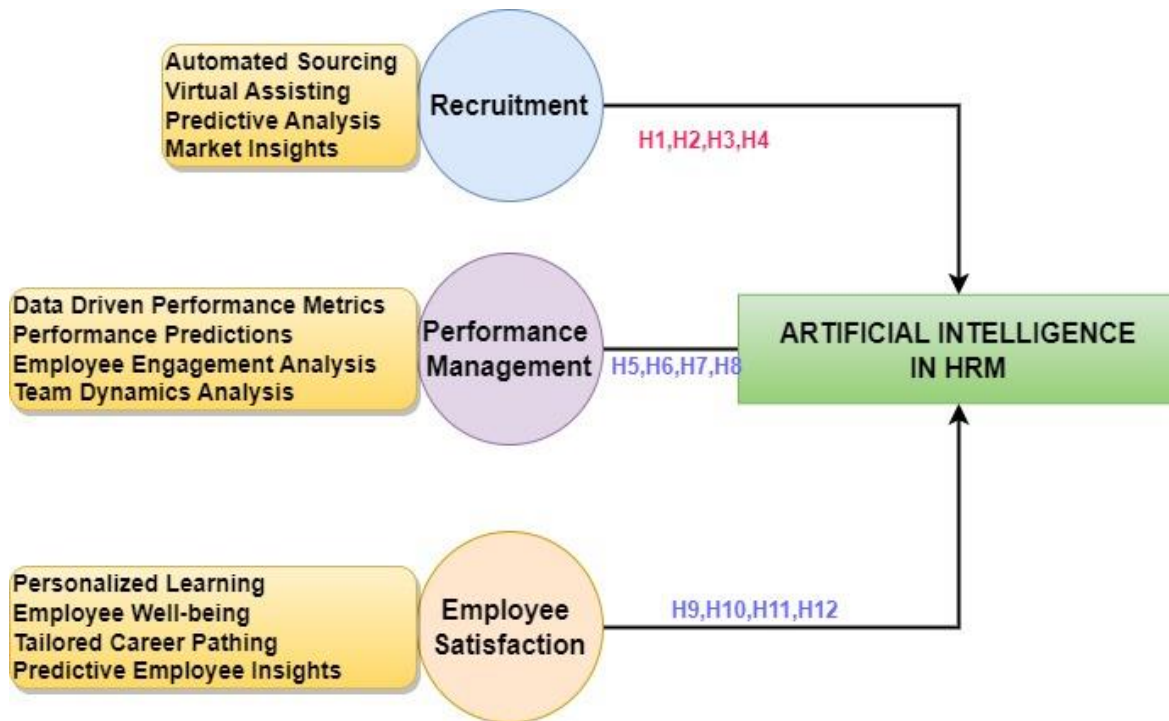 Automated Sourcing
Virtual Assisting
Predictive Analysis
Market Insights
Recruitment
H1,H2,H3,H4
Data Driven Performance Metrics
Performance Predictions
Employee Engagement Analysis
Team Dynamics Analysis
Performance
Management
H5,H6,H7,H8
ARTIFICIAL INTELLIGENCE
IN HRM
Personalized Learning
Employee Well-being
Tailored Career Pathing
Predictive Employee Insights
Employee
Satisfaction
H9,H10,H11,H12